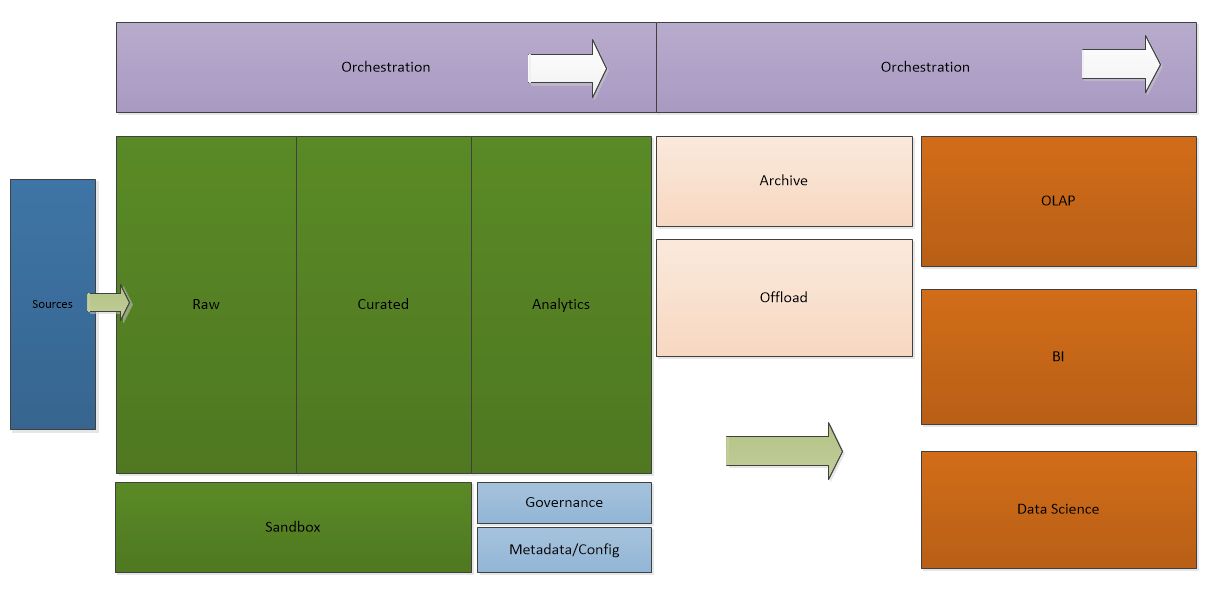 Orchestration
Orchestration
Sources
Raw
Curated
Analytics
Archive
Offload
OLAP
BI
Data Science
Sandbox
Governance
Metadata/Config